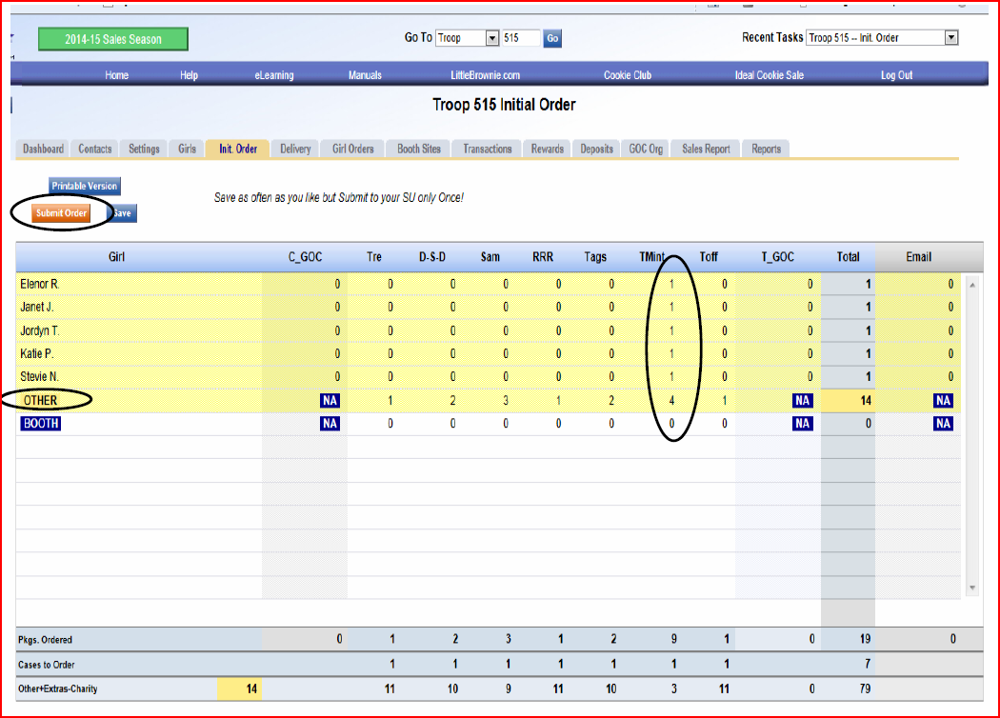 2014-15 Sales Season Go To Troop 515 Go Recent Tasks Troop 515 -- Init. Order
Home Help eLearning Manuals LittleBrownie.com Cookie Club Ideal Cookie Sale Log Out
Troop 515 Initial Order
Dashboard Contacts Settings Girls Init. Order Delivery Girl Orders Booth Sites Transactions Rewards Deposits GOC Org Sales Report Reports
Printable Version
Save as often as you like but Submit to your SU only Once!
Submit Order Save
Girl C_GOC Tre D-S-D Sam RRR Tags TMint Toff T_GOC Total Email
Elenor R. 0 0 0 0 0 0 1 0 0 1 0
Janet J. 0 0 0 0 0 0 1 0 0 1 0
Jordyn T. 0 0 0 0 0 0 1 0 0 1 0
Katie P. 0 0 0 0 0 0 1 0 0 1 0
Stevie N. 0 0 0 0 0 0 1 0 0 1 0
OTHER NA 1 2 3 1 2 4 1 NA 14 NA
BOOTH NA 0 0 0 0 0 0 0 NA 0 NA
Pkgs. Ordered 0 1 2 3 1 2 9 1 0 19 0
Cases to Order 1 1 1 1 1 1 1 7
Other+Extras-Charity 14 11 10 9 11 10 3 11 0 79